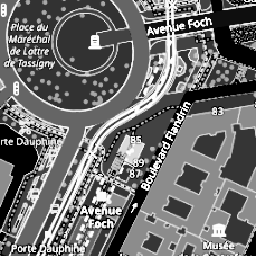 Place du
Maréchal
de Lattre
de Tassigny
Avenue Foch
83
85
rte Dauphine
89
87
Boulevard Flandrin
Avenue
Foch
Musée
Porte Dauphine